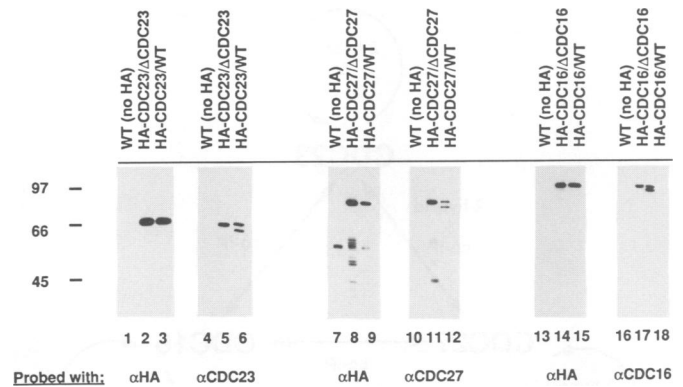 WT (no HA)
HA-CDC23/ΔCDC23
HA-CDC23/WT
WT (no HA)
HA-CDC23/ΔCDC23
HA-CDC23/WT
WT (no HA)
HA-CDC27/ΔCDC27
HA-CDC27/WT
WT (no HA)
HA-CDC27/ΔCDC27
HA-CDC27/WT
WT (no HA)
HA-CDC16/ΔCDC16
HA-CDC16/WT
WT (no HA)
HA-CDC16/ΔCDC16
HA-CDC16/WT
97
66
45
1 2 3 4 5 6 7 8 9 10 11 12 13 14 15 16 17 18
Probed with: αHA αCDC23 αHA αCDC27 αHA αCDC16